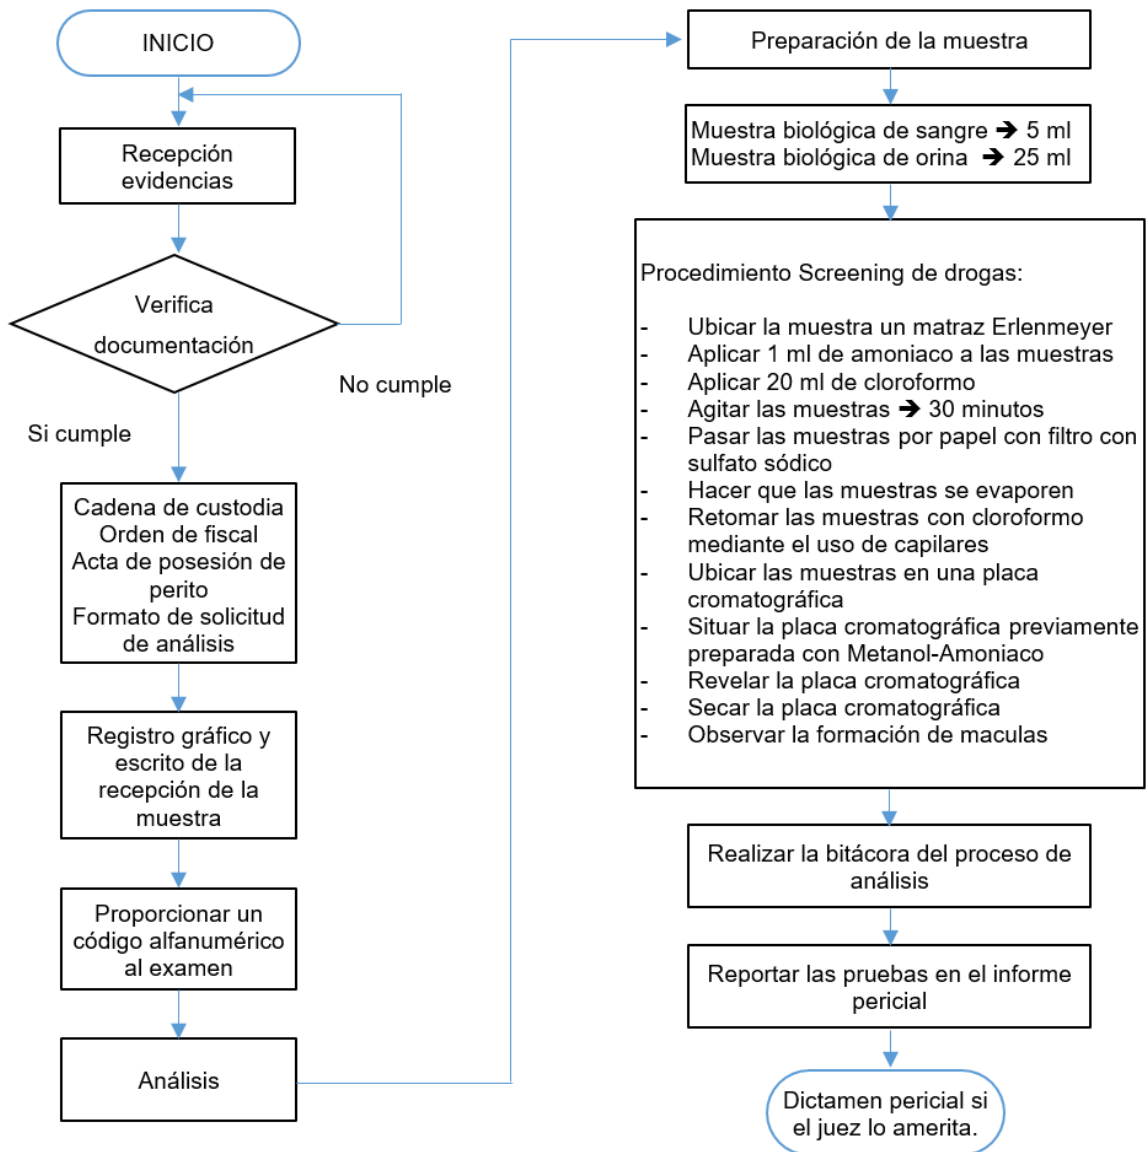 INICIO
Recepción
evidencias
Verifica
documentación
No cumple
Si cumple
Cadena de custodia
Orden de fiscal
Acta de posesión de
perito
Formato de solicitud
de análisis
Registro gráfico y
escrito de la
recepción de la
muestra
Proporcionar un
código alfanumérico
al examen
Análisis
Preparación de la muestra
Muestra biológica de sangre ➔ 5 ml
Muestra biológica de orina ➔ 25 ml
Procedimiento Screening de drogas:
- Ubicar la muestra un matraz Erlenmeyer
- Aplicar 1 ml de amoniaco a las muestras
- Aplicar 20 ml de cloroformo
- Agitar las muestras ➔ 30 minutos
- Pasar las muestras por papel con filtro con
sulfato sódico
- Hacer que las muestras se evaporen
- Retomar las muestras con cloroformo
mediante el uso de capilares
- Ubicar las muestras en una placa
cromatográfica
- Situar la placa cromatográfica previamente
preparada con Metanol-Amoniaco
- Revelar la placa cromatográfica
- Secar la placa cromatográfica
- Observar la formación de maculas
Realizar la bitácora del proceso de
análisis
Reportar las pruebas en el informe
pericial
Dictamen pericial si
el juez lo amerita.